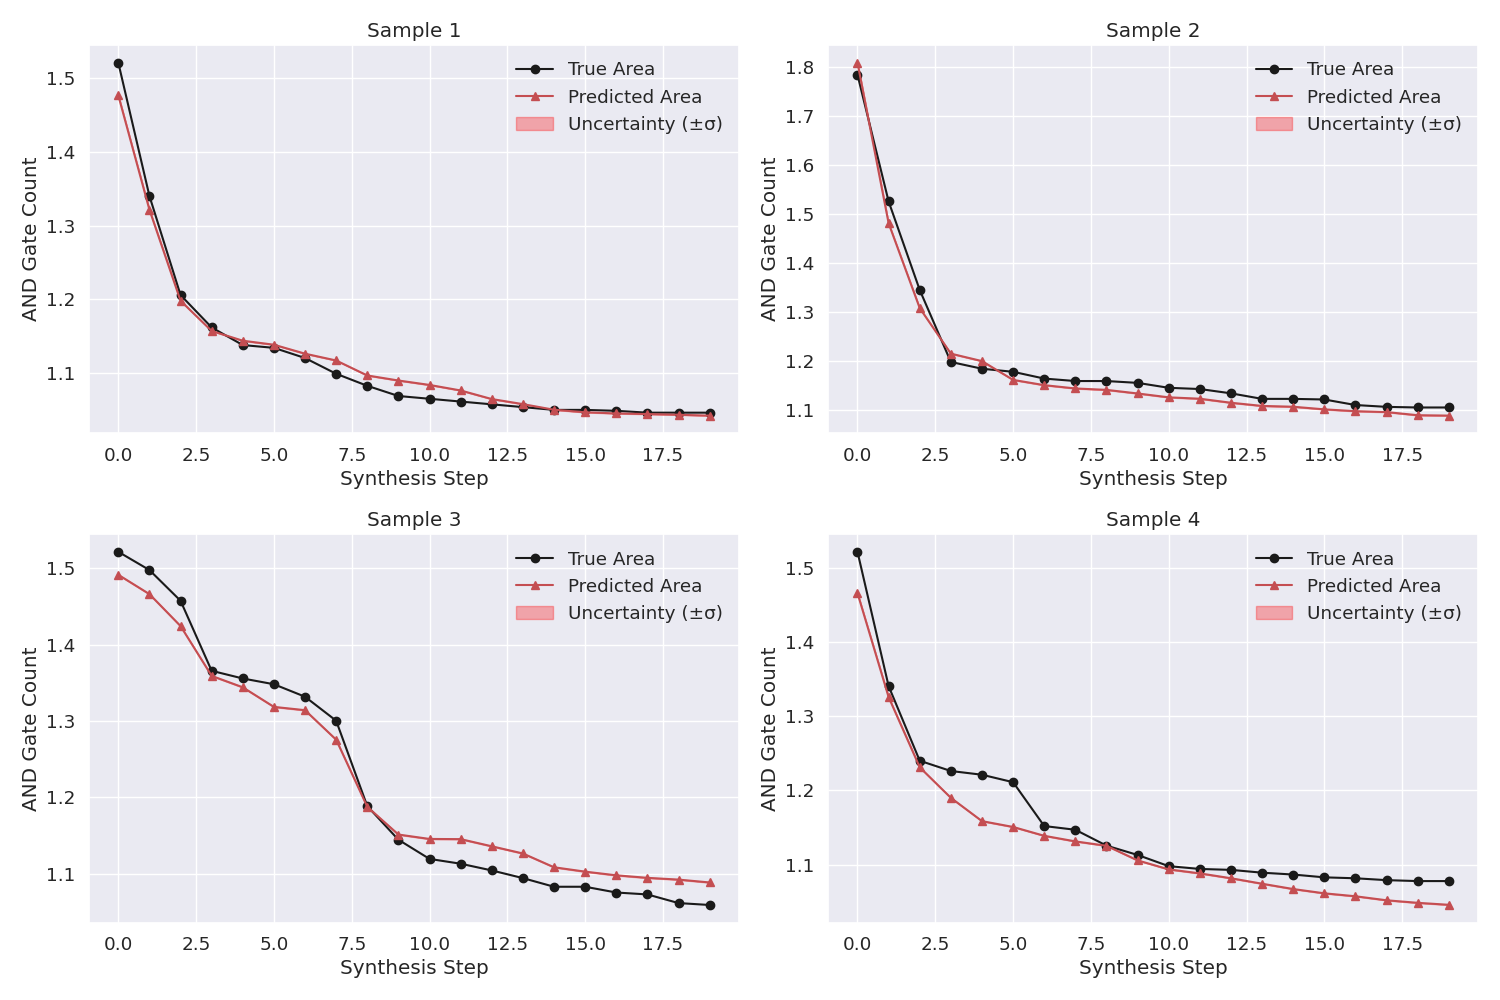 Sample 1
True Area
Predicted Area
Uncertainty (±σ)
AND Gate Count
1.5
1.4
1.3
1.2
1.1
0.0 2.5 5.0 7.5 10.0 12.5 15.0 17.5
Synthesis Step
Sample 2
True Area
Predicted Area
Uncertainty (±σ)
AND Gate Count
1.8
1.7
1.6
1.5
1.4
1.3
1.2
1.1
0.0 2.5 5.0 7.5 10.0 12.5 15.0 17.5
Synthesis Step
Sample 3
True Area
Predicted Area
Uncertainty (±σ)
AND Gate Count
1.5
1.4
1.3
1.2
1.1
0.0 2.5 5.0 7.5 10.0 12.5 15.0 17.5
Synthesis Step
Sample 4
True Area
Predicted Area
Uncertainty (±σ)
AND Gate Count
1.5
1.4
1.3
1.2
1.1
0.0 2.5 5.0 7.5 10.0 12.5 15.0 17.5
Synthesis Step